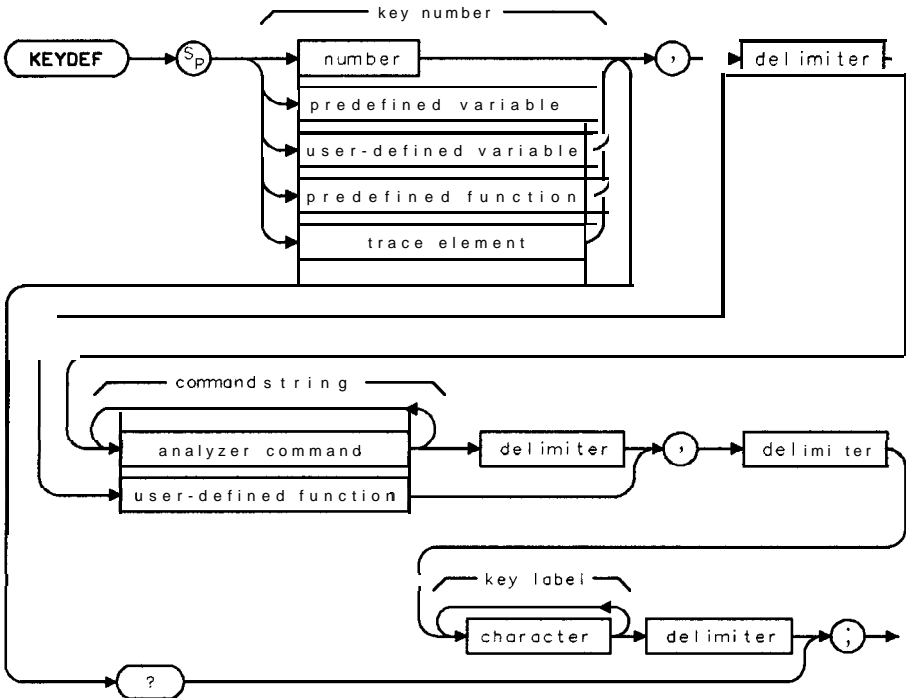 key number
KEYDEF SP number , delimiter
predefined variable
user-defined variable
predefined function
trace element
command string
analyzer command delimiter , delimiter
user-defined function
key label
character delimiter ;
?